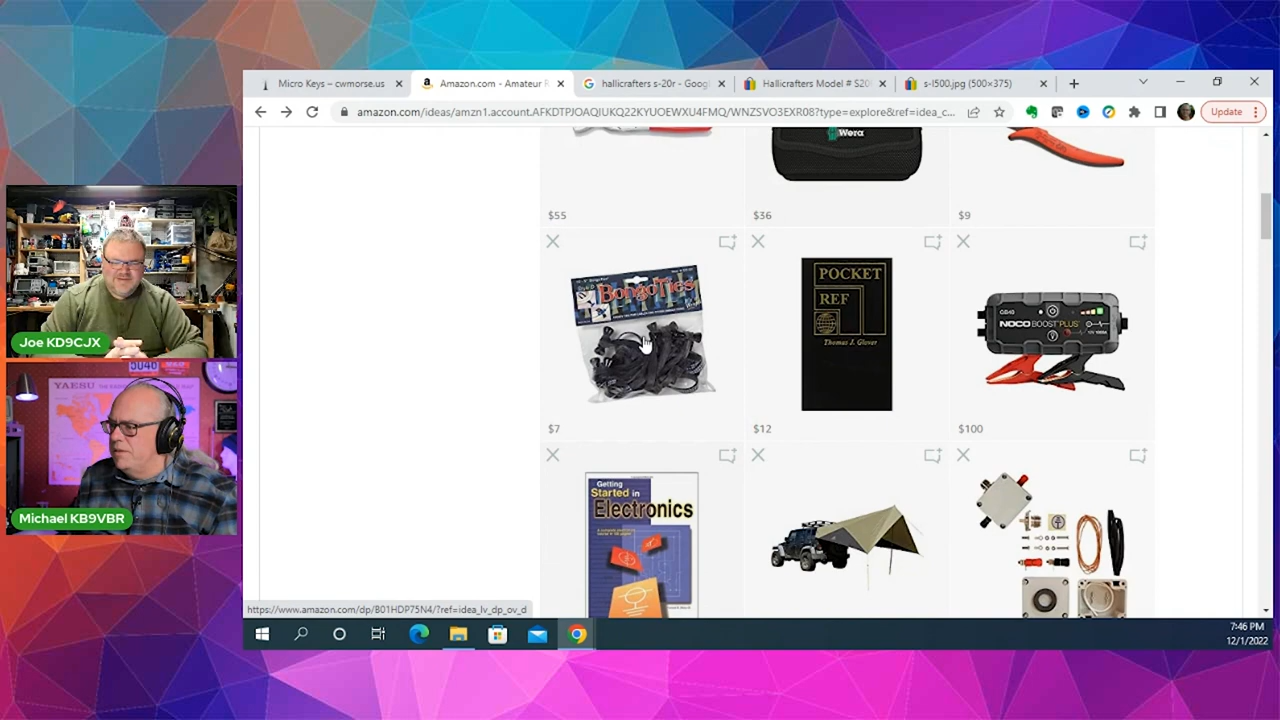 Micro Keys – cwmorse.us
Amazon.com - Amateur R
hallicrafters s-20r - Goog
Hallicrafters Model # S20
s-l500.jpg (500×375)
amazon.com/ideas/amzn1.account.AFKDTPJOAQIUKQ22KYUOEWXU4FMQ/WNZSVO3EXR08?type=explore&ref=idea_c...
Update
Wera
$55
$36
$9
BongoTies
POCKET
REF
Thomas J. Glover
GB40
NOCO BOOST PLUS
$7
$12
$100
Getting
Started in
Electronics
https://www.amazon.com/dp/B01HDP75N4/?ref=idea_lv_dp_ov_d
7:46 PM
12/1/2022
Joe KD9CJX
YAESU
Michael KB9VBR